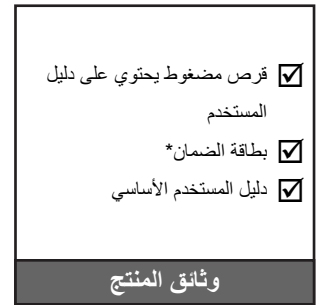 ☑ قرص مضغوط يحتوي على دليل
المستخدم
☑ بطاقة الضمان*
☑ دليل المستخدم الأساسي
وثائق المنتج